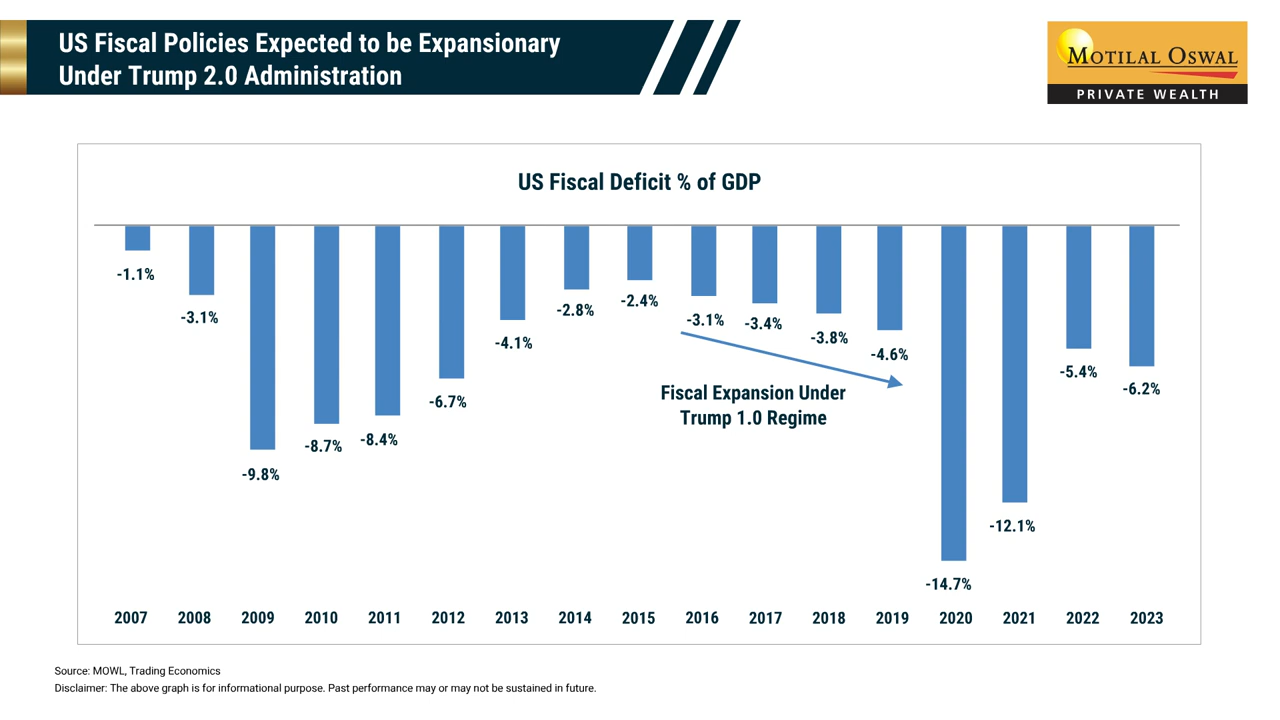 US Fiscal Policies Expected to be Expansionary
Under Trump 2.0 Administration
MOTILAL OSWAL
PRIVATE WEALTH
US Fiscal Deficit % of GDP
-1.1%
-3.1%
-9.8%
-8.7%
-8.4%
-6.7%
-4.1%
-2.8%
-2.4%
-3.1%
-3.4%
-3.8%
-4.6%
-14.7%
-12.1%
-5.4%
-6.2%
Fiscal Expansion Under
Trump 1.0 Regime
2007 2008 2009 2010 2011 2012 2013 2014 2015 2016 2017 2018 2019 2020 2021 2022 2023
Source: MOWL, Trading Economics
Disclaimer: The above graph is for informational purpose. Past performance may or may not be sustained in future.